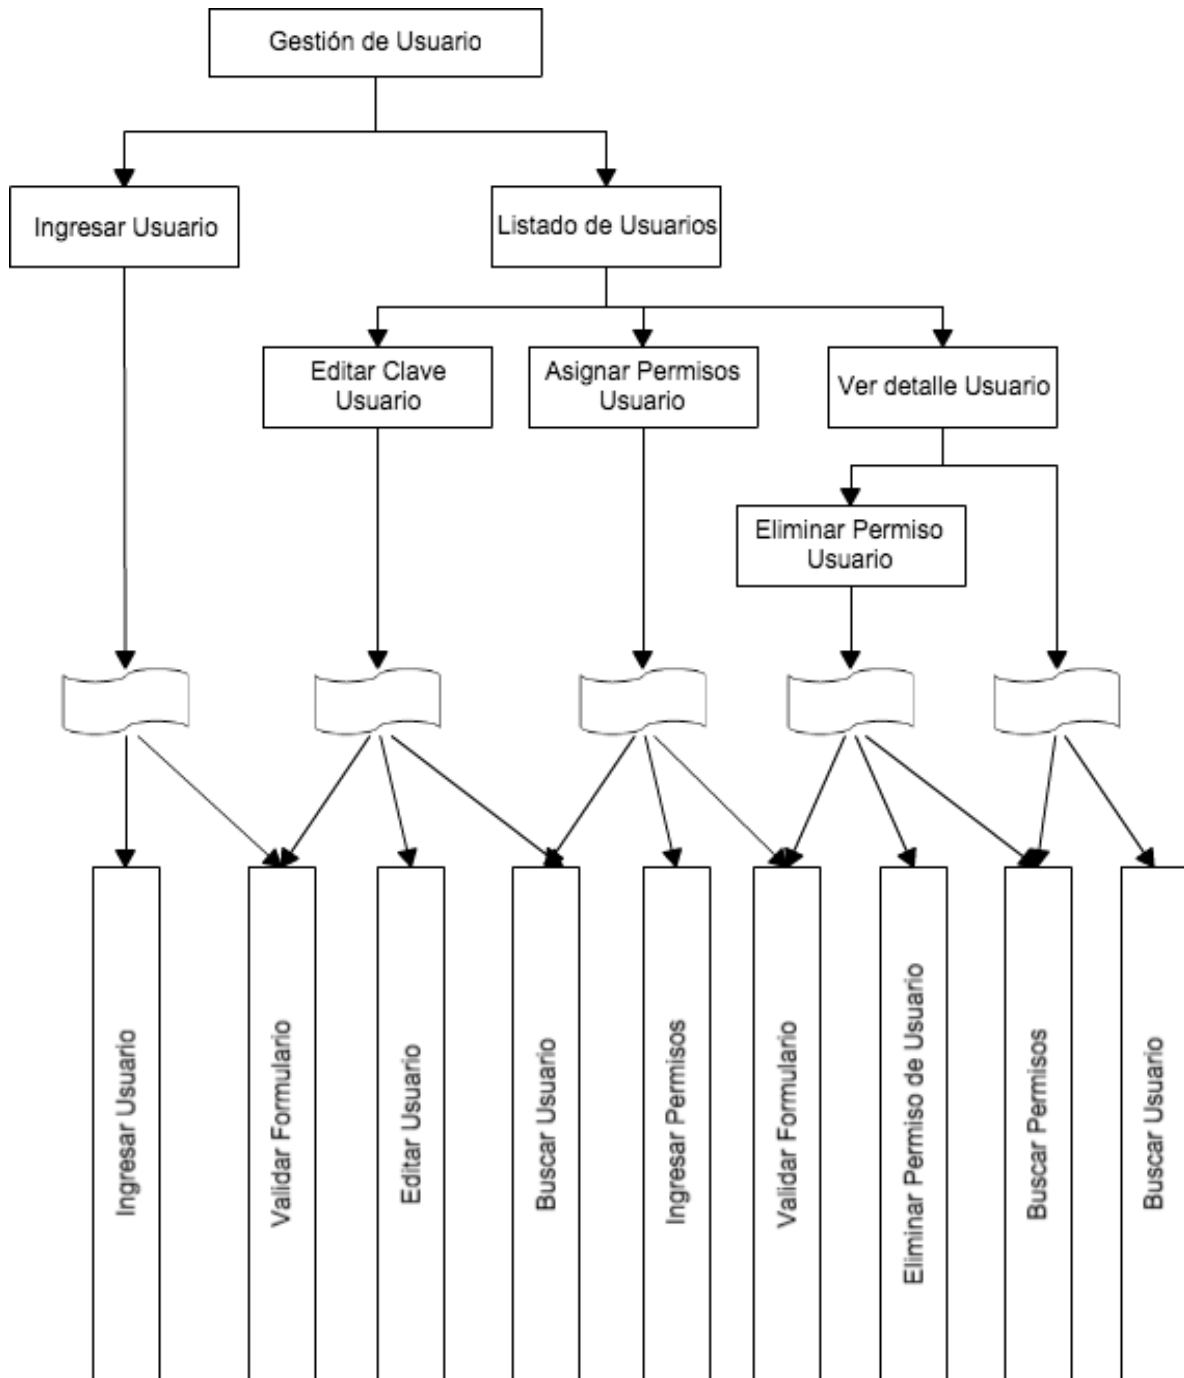 Gestión de Usuario
Ingresar Usuario
Listado de Usuarios
Editar Clave
Usuario
Asignar Permisos
Usuario
Ver detalle Usuario
Eliminar Permiso
Usuario
Ingresar Usuario
Validar Formulario
Editar Usuario
Buscar Usuario
Ingresar Permisos
Validar Formulario
Eliminar Permiso de Usuario
Buscar Permisos
Buscar Usuario